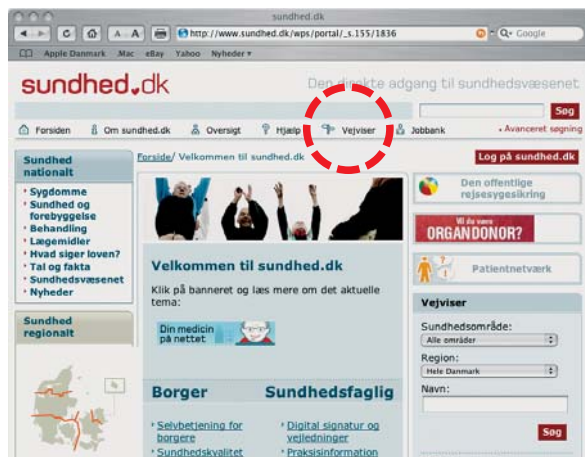 sundhed.dk
A A
http://www.sundhed.dk/wps/portal/_s.155/1836
Google
Apple Danmark .Mac eBay Yahoo Nyheder
sundhed.dk
Den direkte adgang til sundhedsvæsenet
Søg
Forsiden Om sundhed.dk Oversigt Hjælp Vejviser Jobbank
Avanceret søgning
Sundhed
nationalt
Sygdomme
Sundhed og
forebyggelse
Behandling
Lægemidler
Hvad siger loven?
Tal og fakta
Sundhedsvæsenet
Nyheder
Sundhed
regionalt
Forside/ Velkommen til sundhed.dk
Velkommen til sundhed.dk
Klik på banneret og læs mere om det aktuelle
tema:
Din medicin
på nettet
Borger
Selvbetjening for
borgere
Sundhedskvalitet
Sundhedsfaglig
Digital signatur og
vejledninger
Praksisinformation
Log på sundhed.dk
Den offentlige
rejsesygesikring
Vil du være
ORGANDONOR?
Patientnetværk
Vejviser
Sundhedsområde:
Alle områder
Region:
Hele Danmark
Navn:
Søg